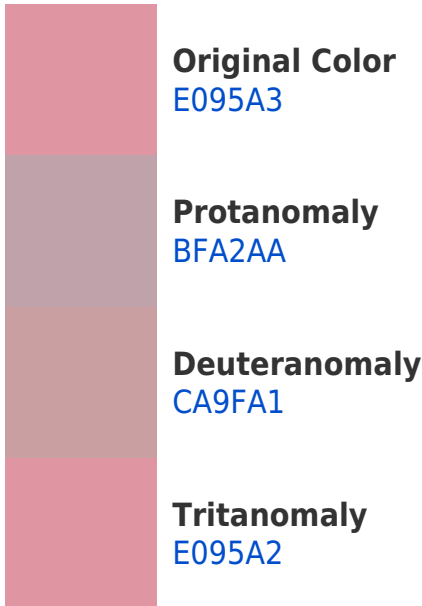 Original Color
E095A3
Protanomaly
BFA2AA
Deuteranomaly
CA9FA1
Tritanomaly
E095A2